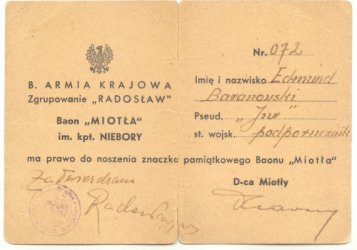 B. ARMIA KRAJOWA
Zgrupowanie „RADOSŁAW"
Baon „MIOTŁA"
im. kpt. NIEBORY
Nr. 072
Imię i nazwisko Edmund
Baranowski
Pseud. „Jur"
st. wojsk. podporucznik
ma prawo do noszenia znaczka pamiątkowego Baonu „Miotła"
Zatwierdzam
D-ca Miotły